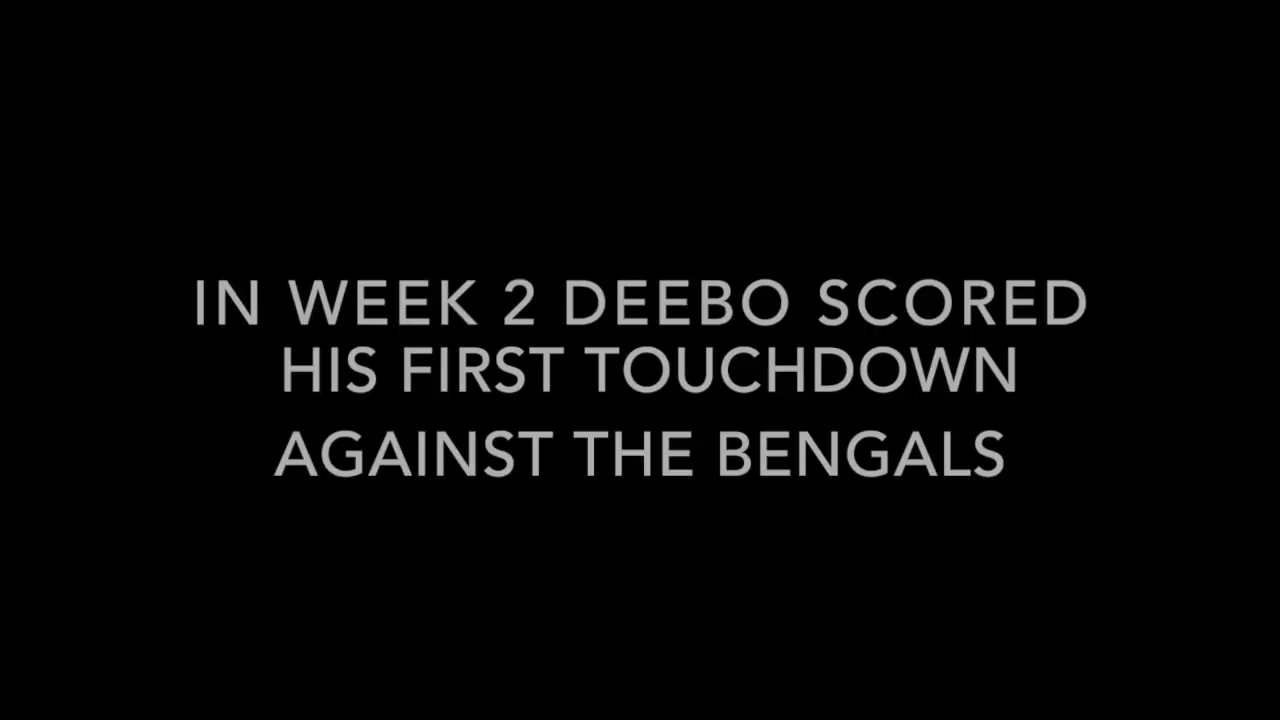 IN WEEK 2 DEEBO SCORED
HIS FIRST TOUCHDOWN
AGAINST THE BENGALS